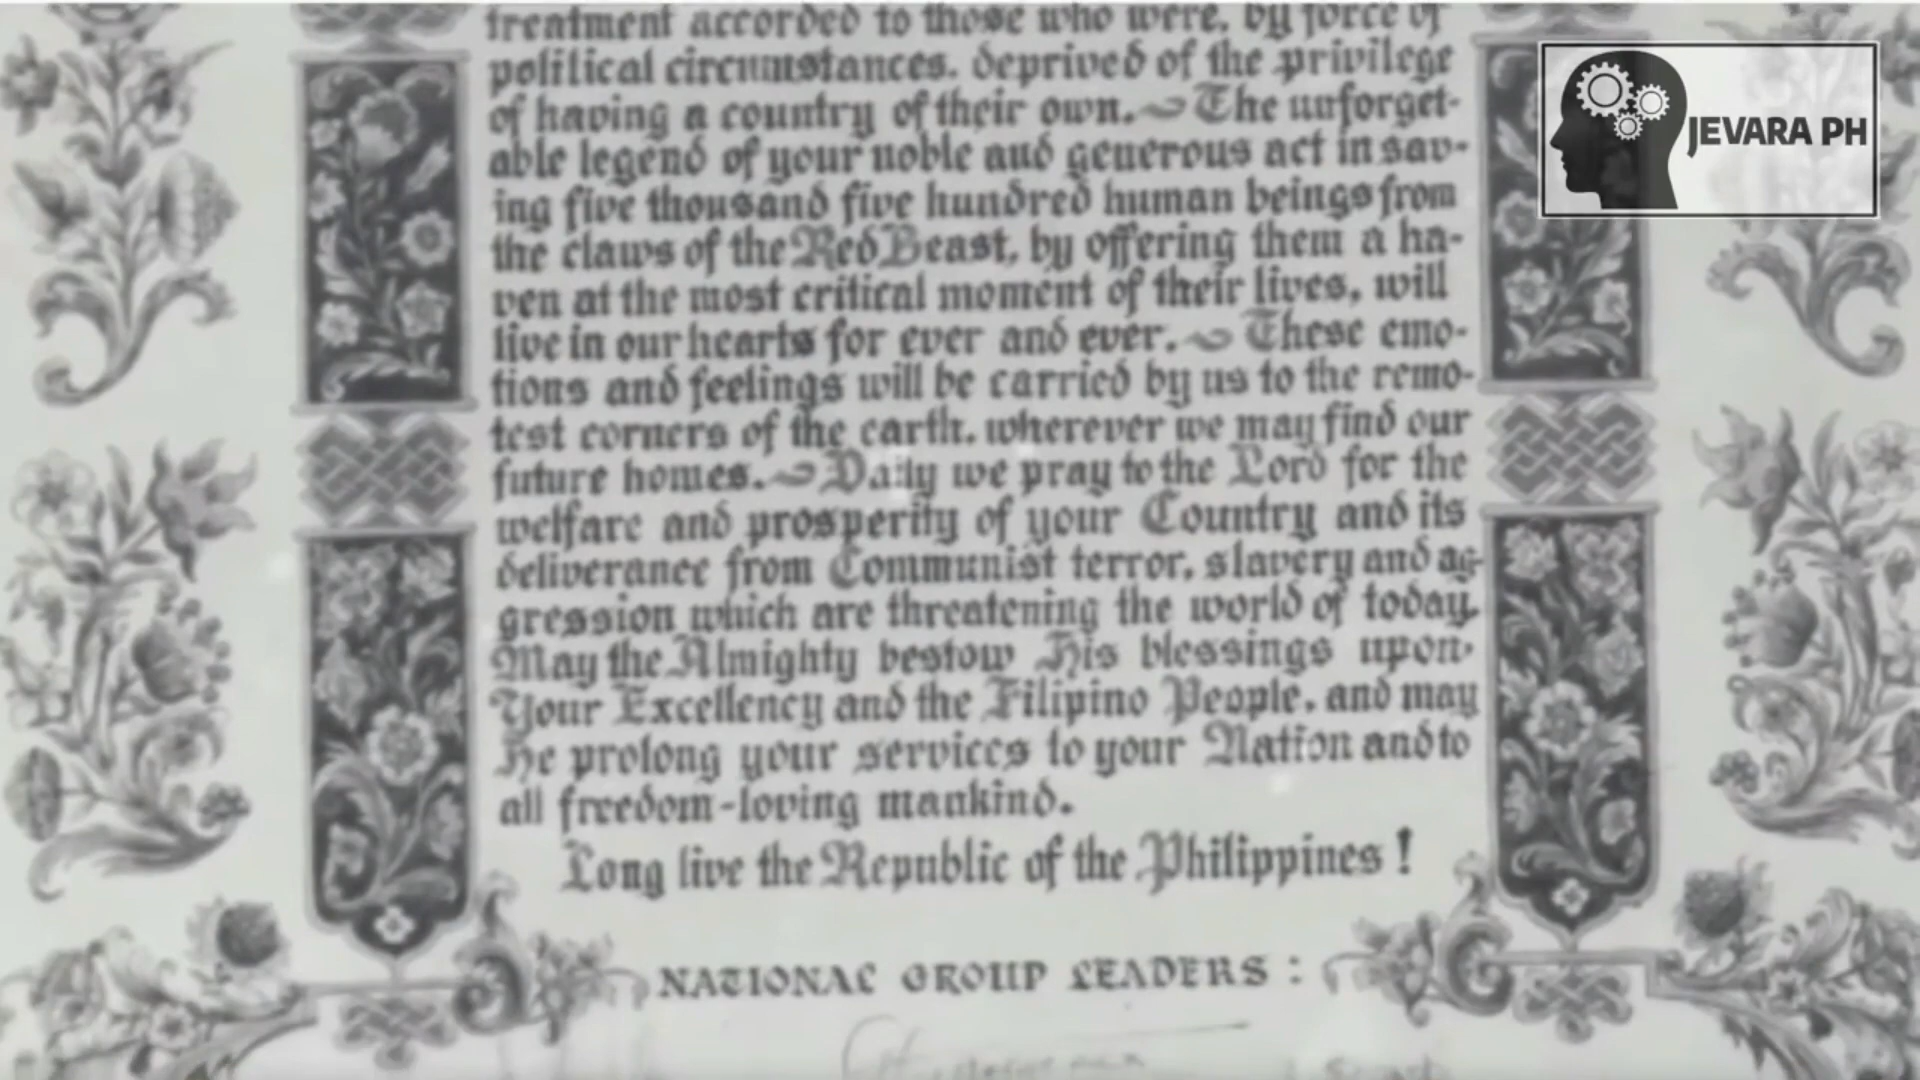 treatment accorded to those who were, by force of
political circumstances, deprived of the privilege
of having a country of their own. The unforget-
able legend of your noble and generous act in sav-
ing five thousand five hundred human beings from
the claws of the Red Beast, by offering them a ha-
ven at the most critical moment of their lives, will
live in our hearts for ever and ever. These emo-
tions and feelings will be carried by us to the remo-
test corners of the earth, wherever we may find our
future homes. Daily we pray to the Lord for the
welfare and prosperity of your Country and its
deliverance from Communist terror, slavery and ag-
gression which are threatening the world of today.
May the Almighty bestow His blessings upon
Your Excellency and the Filipino People, and may
He prolong your services to your Nation and to
all freedom-loving mankind.
Long live the Republic of the Philippines!
NATIONAL GROUP LEADERS:
JEVARA PH